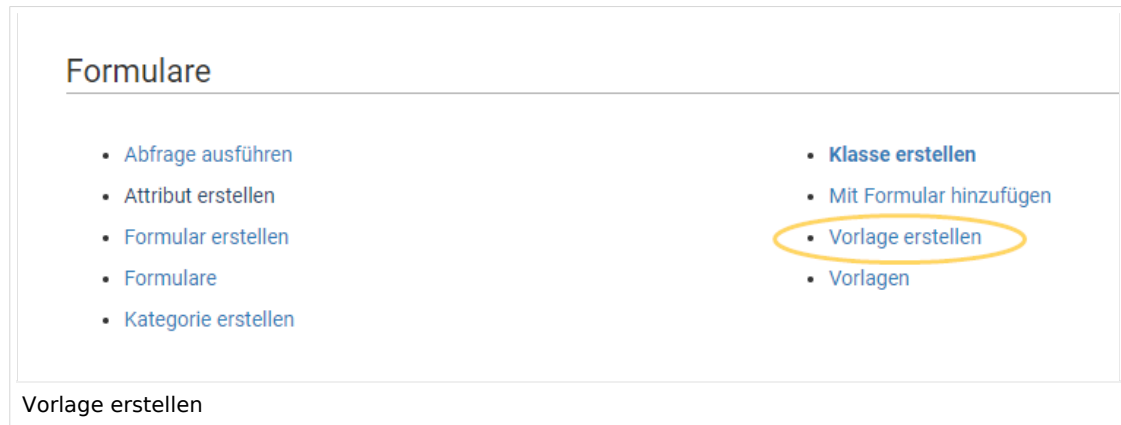 Formulare
Abfrage ausführen
Attribut erstellen
Formular erstellen
Formulare
Kategorie erstellen
Klasse erstellen
Mit Formular hinzufügen
Vorlage erstellen
Vorlagen
Vorlage erstellen